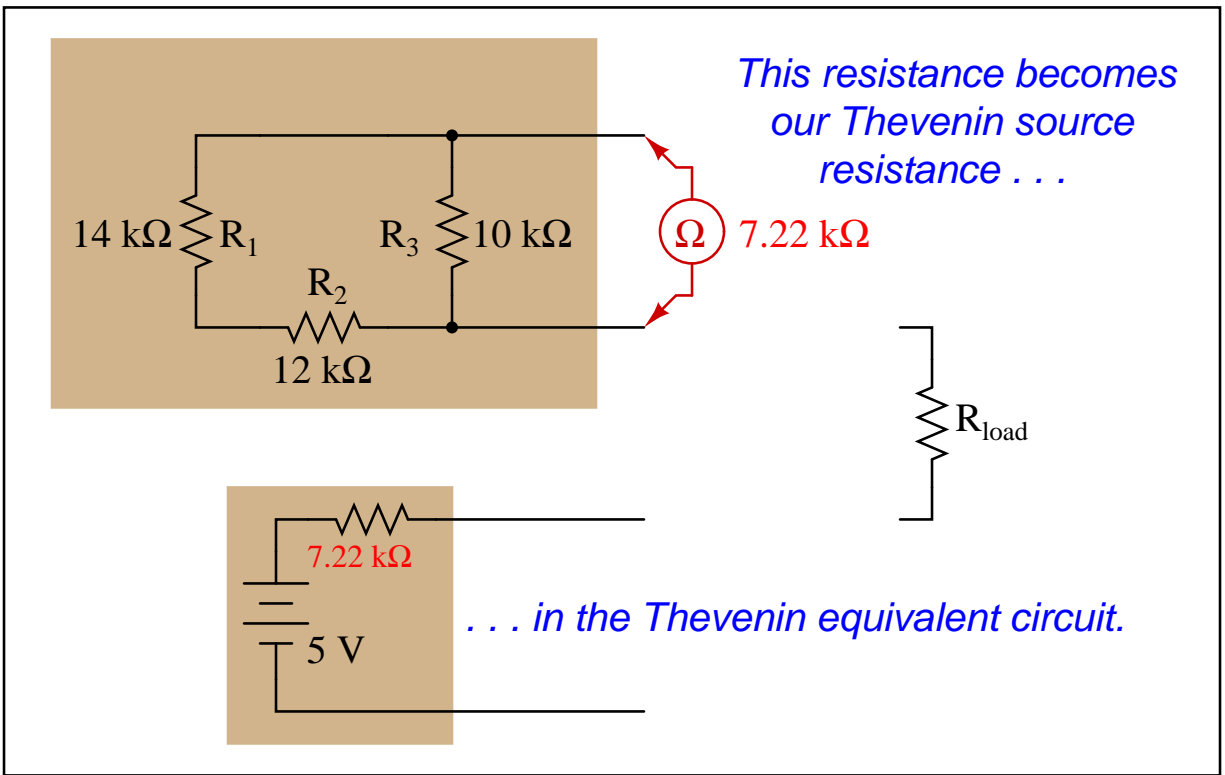 This resistance becomes
our Thevenin source
resistance . . .
14 kΩ
R1
R3
10 kΩ
Ω
7.22 kΩ
R2
12 kΩ
Rload
7.22 kΩ
5 V
. . . in the Thevenin equivalent circuit.